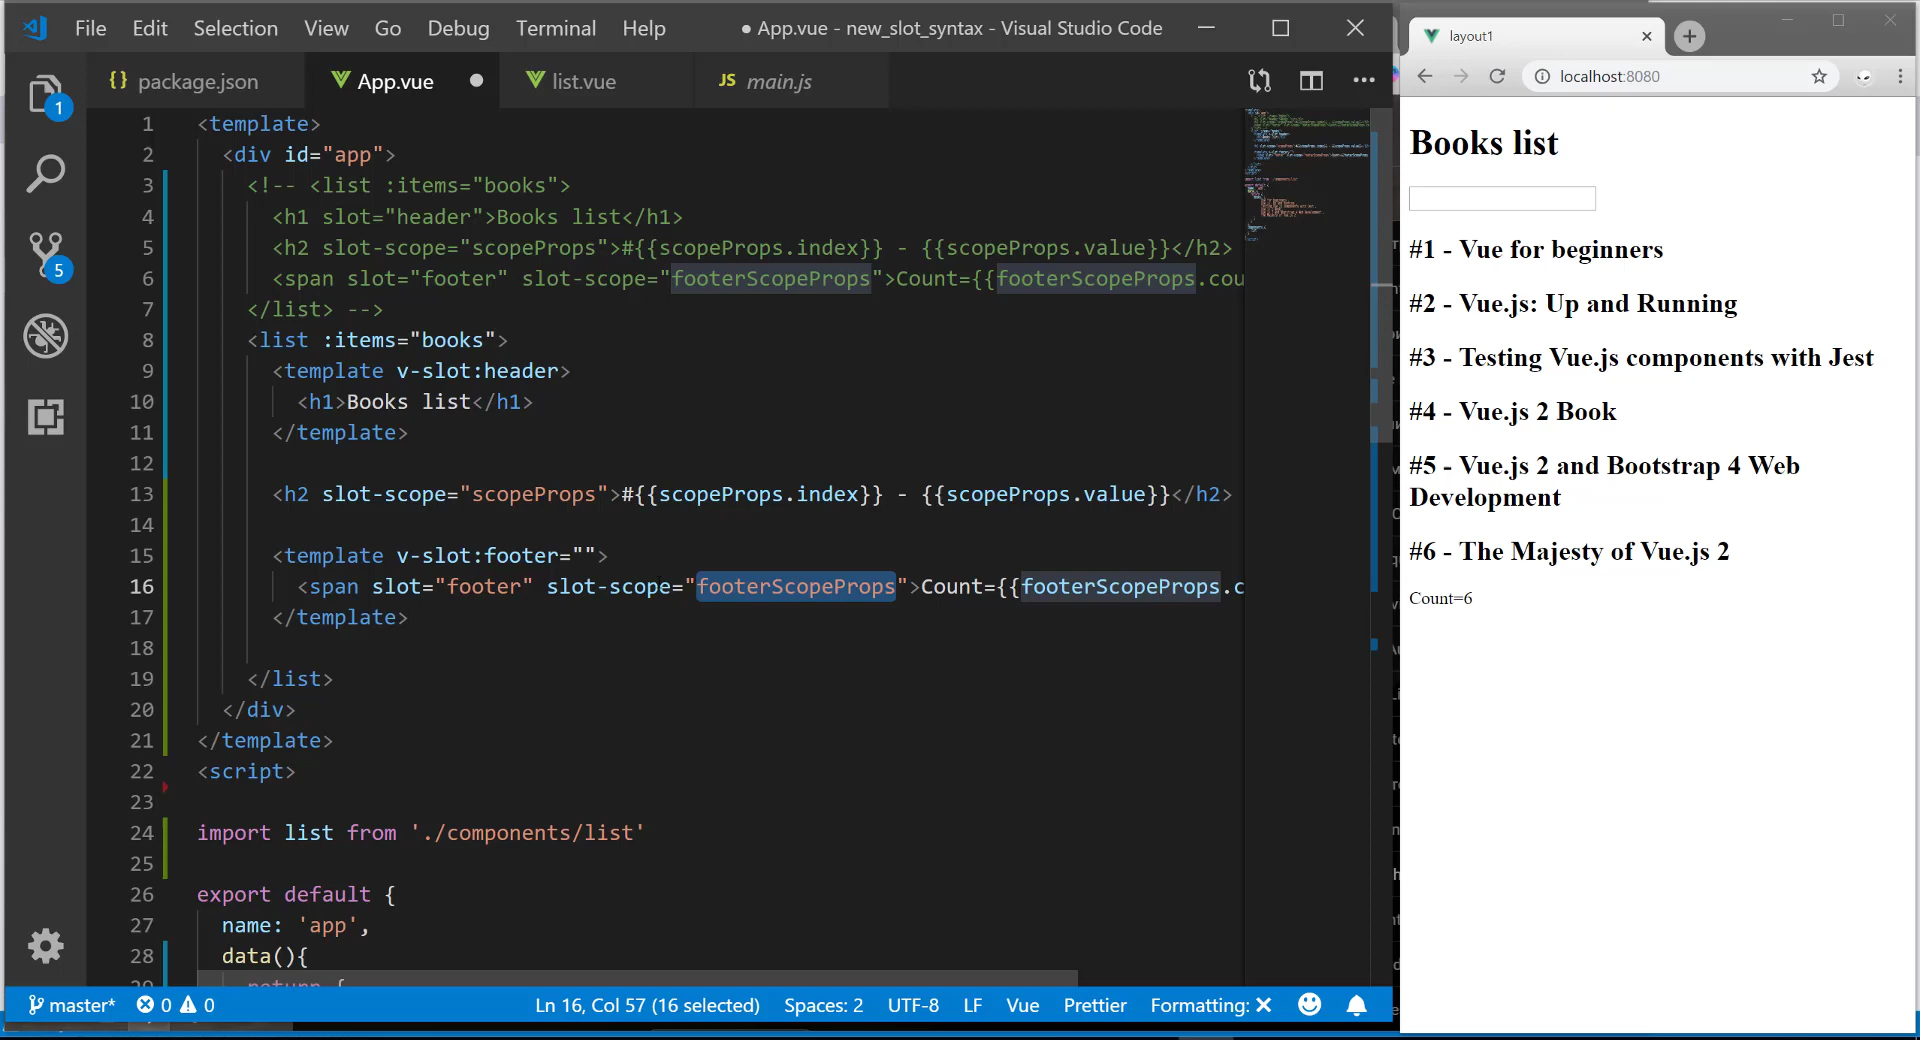 File Edit Selection View Go Debug Terminal Help ● App.vue - new_slot_syntax - Visual Studio Code
{} package.json App.vue list.vue JS main.js
1 <template>
2 <div id="app">
3 <!-- <list :items="books">
4 <h1 slot="header">Books list</h1>
5 <h2 slot-scope="scopeProps">#{{scopeProps.index}} - {{scopeProps.value}}</h2>
6 <span slot="footer" slot-scope="footerScopeProps">Count={{footerScopeProps.cou
7 </list> -->
8 <list :items="books">
9 <template v-slot:header>
10 <h1>Books list</h1>
11 </template>
12
13 <h2 slot-scope="scopeProps">#{{scopeProps.index}} - {{scopeProps.value}}</h2>
14
15 <template v-slot:footer="">
16 <span slot="footer" slot-scope="footerScopeProps">Count={{footerScopeProps.c
17 </template>
18
19 </list>
20 </div>
21 </template>
22 <script>
23
24 import list from './components/list'
25
26 export default {
27 name: 'app',
28 data(){
1
5
master* 0 0 Ln 16, Col 57 (16 selected) Spaces: 2 UTF-8 LF Vue Prettier Formatting: ✕
layout1
localhost:8080
Books list
#1 - Vue for beginners
#2 - Vue.js: Up and Running
#3 - Testing Vue.js components with Jest
#4 - Vue.js 2 Book
#5 - Vue.js 2 and Bootstrap 4 Web
Development
#6 - The Majesty of Vue.js 2
Count=6